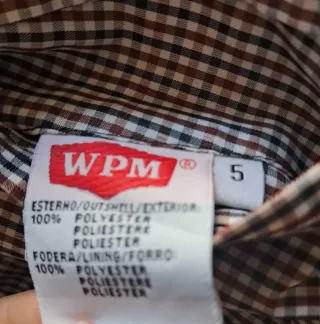 WPM®
5
ESTERNO/OUTSHELL/EXTERIOR:
100% POLYESTER
POLIESTERE
POLIESTER
FODERA/LINING/FORRO:
100% POLYESTER
POLIESTERE
POLIESTER